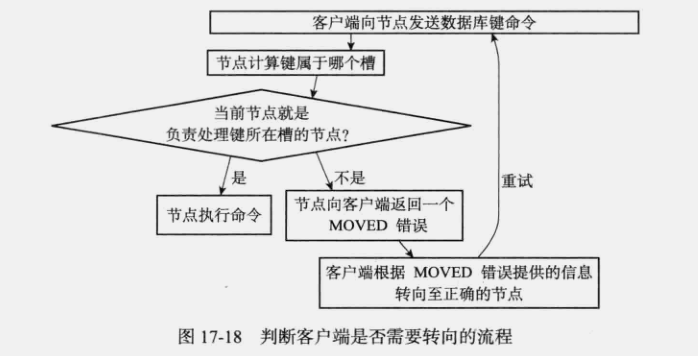 客户端向节点发送数据库键命令
节点计算键属于哪个槽
当前节点就是
负责处理键所在槽的节点?
是
不是
重试
节点执行命令
节点向客户端返回一个
MOVED 错误
客户端根据 MOVED 错误提供的信息
转向至正确的节点
图 17-18 判断客户端是否需要转向的流程